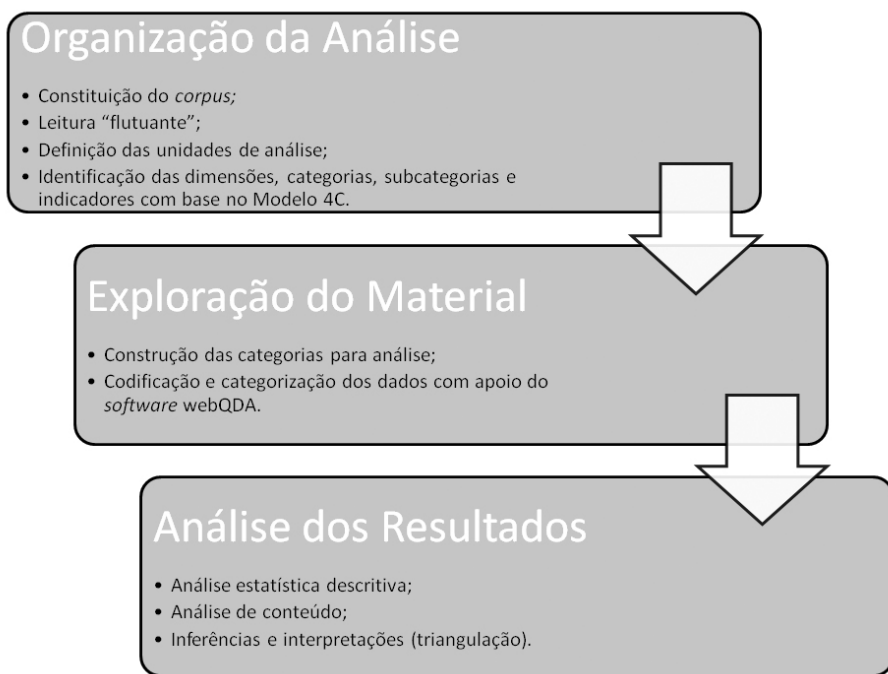 Organização da Análise
• Constituição do corpus;
• Leitura “flutuante”;
• Definição das unidades de análise;
• Identificação das dimensões, categorias, subcategorias e
indicadores com base no Modelo 4C.
Exploração do Material
• Construção das categorias para análise;
• Codificação e categorização dos dados com apoio do
software webQDA.
Análise dos Resultados
• Análise estatística descritiva;
• Análise de conteúdo;
• Inferências e interpretações (triangulação).